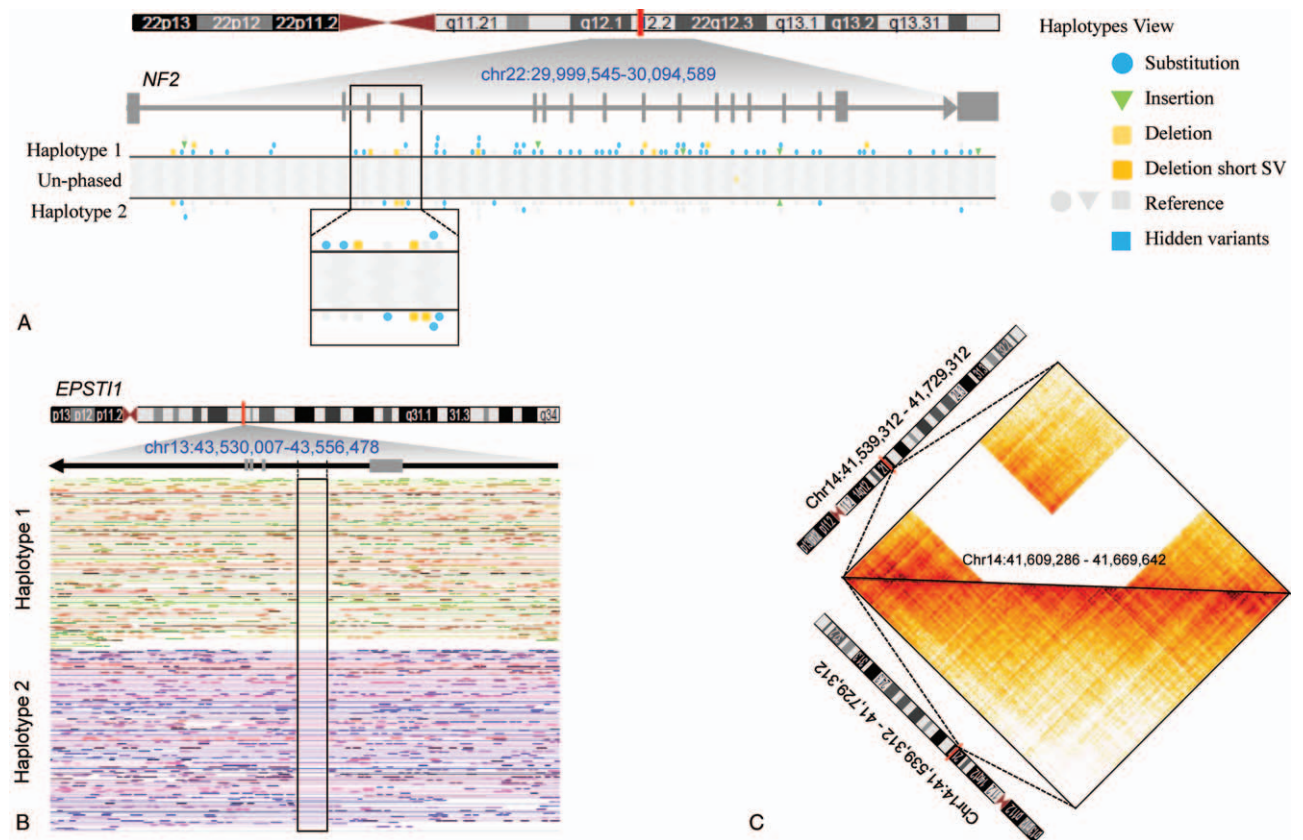 22p13 22p12 22p11.2 q11.21 q12.1 2.2 22q12.3 q13.1 q13.2 q13.31
NF2
chr22:29,999,545-30,094,589
Haplotype 1
Un-phased
Haplotype 2
Haplotypes View
Substitution
Insertion
Deletion
Deletion short SV
Reference
Hidden variants
A
EPSTI1
p13 p12 p11.2 q31.1 31.3 q34
chr13:43,530,007-43,556,478
Haplotype 1
Haplotype 2
B
Chr14:41,539,312 - 41,729,312
Chr14:41,609,286 - 41,669,642
Chr14:41,539,312 - 41,729,312
C